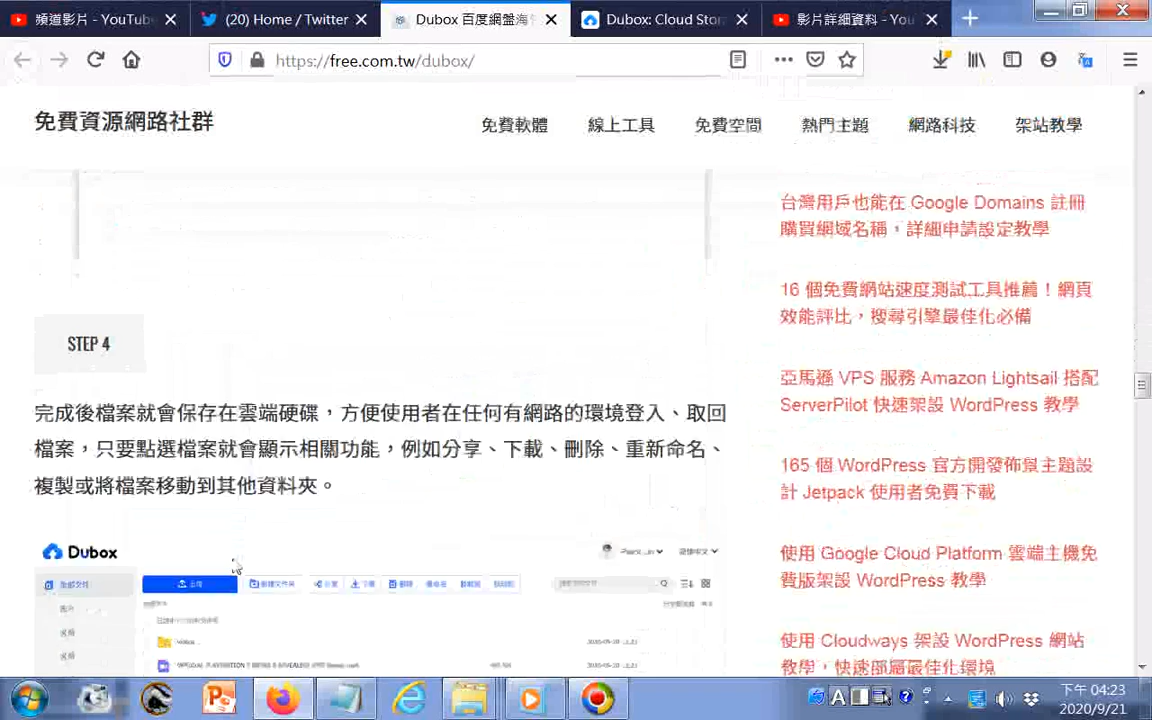 頻道影片 - YouTub
(20) Home / Twitter
Dubox 百度網盤海
Dubox: Cloud Stor
影片詳細資料 - You
https://free.com.tw/dubox/
免費資源網路社群
免費軟體
線上工具
免費空間
熱門主題
網路科技
架站教學
台灣用戶也能在 Google Domains 註冊
購買網域名稱，詳細申請設定教學
16 個免費網站速度測試工具推薦！網頁
效能評比，搜尋引擎最佳化必備
亞馬遜 VPS 服務 Amazon Lightsail 搭配
ServerPilot 快速架設 WordPress 教學
165 個 WordPress 官方開發佈景主題設
計 Jetpack 使用者免費下載
使用 Google Cloud Platform 雲端主機免
費版架設 WordPress 教學
使用 Cloudways 架設 WordPress 網站
教學，快速部屬最佳化環境
STEP 4
完成後檔案就會保存在雲端硬碟，方便使用者在任何有網路的環境登入、取回
檔案，只要點選檔案就會顯示相關功能，例如分享、下載、刪除、重新命名、
複製或將檔案移動到其他資料夾。
Dubox
上傳
下午 04:23
2020/9/21